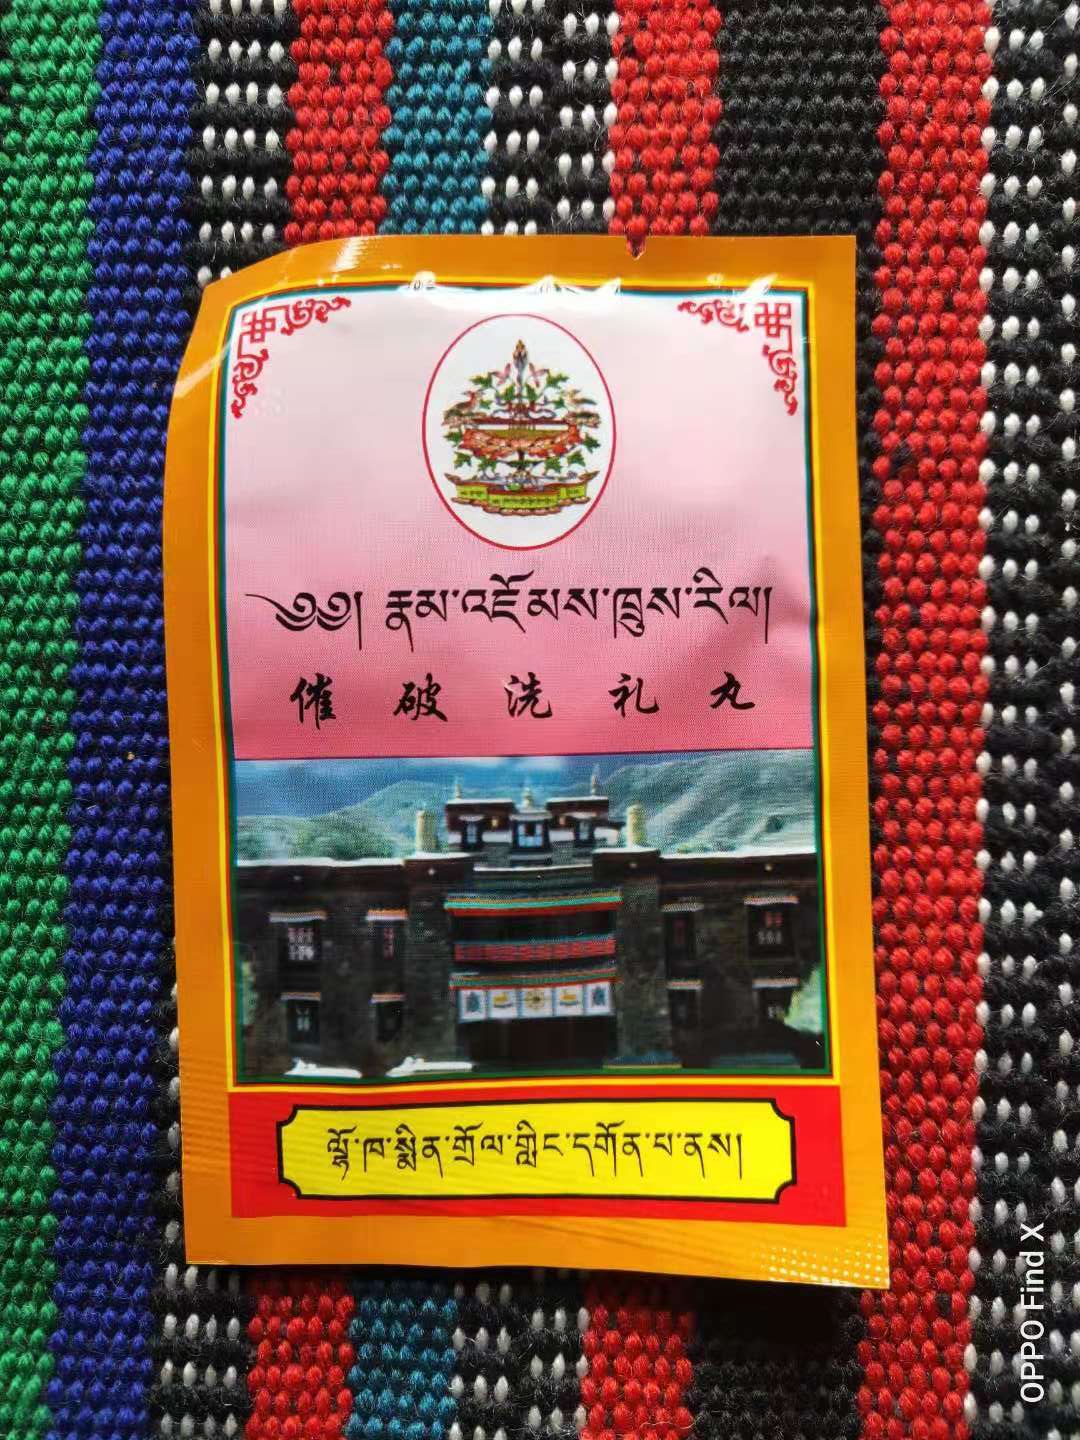 ༄༅། རྣམ་འཇོམས་ཁྲུས་རིལ།
催破洗礼丸
ལྷོ་ཁ་སྨིན་གྲོལ་གླིང་དགོན་པ་ནས།
OPPO Find X